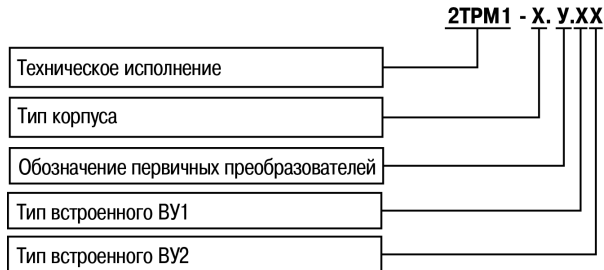 2ТРМ1 - Х. У.ХХ
Техническое исполнение
Тип корпуса
Обозначение первичных преобразователей
Тип встроенного ВУ1
Тип встроенного ВУ2